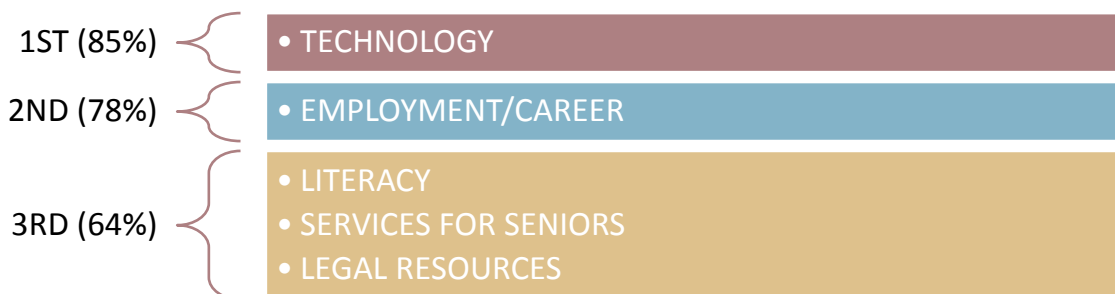 1ST (85%)
• TECHNOLOGY
2ND (78%)
• EMPLOYMENT/CAREER
3RD (64%)
• LITERACY
• SERVICES FOR SENIORS
• LEGAL RESOURCES